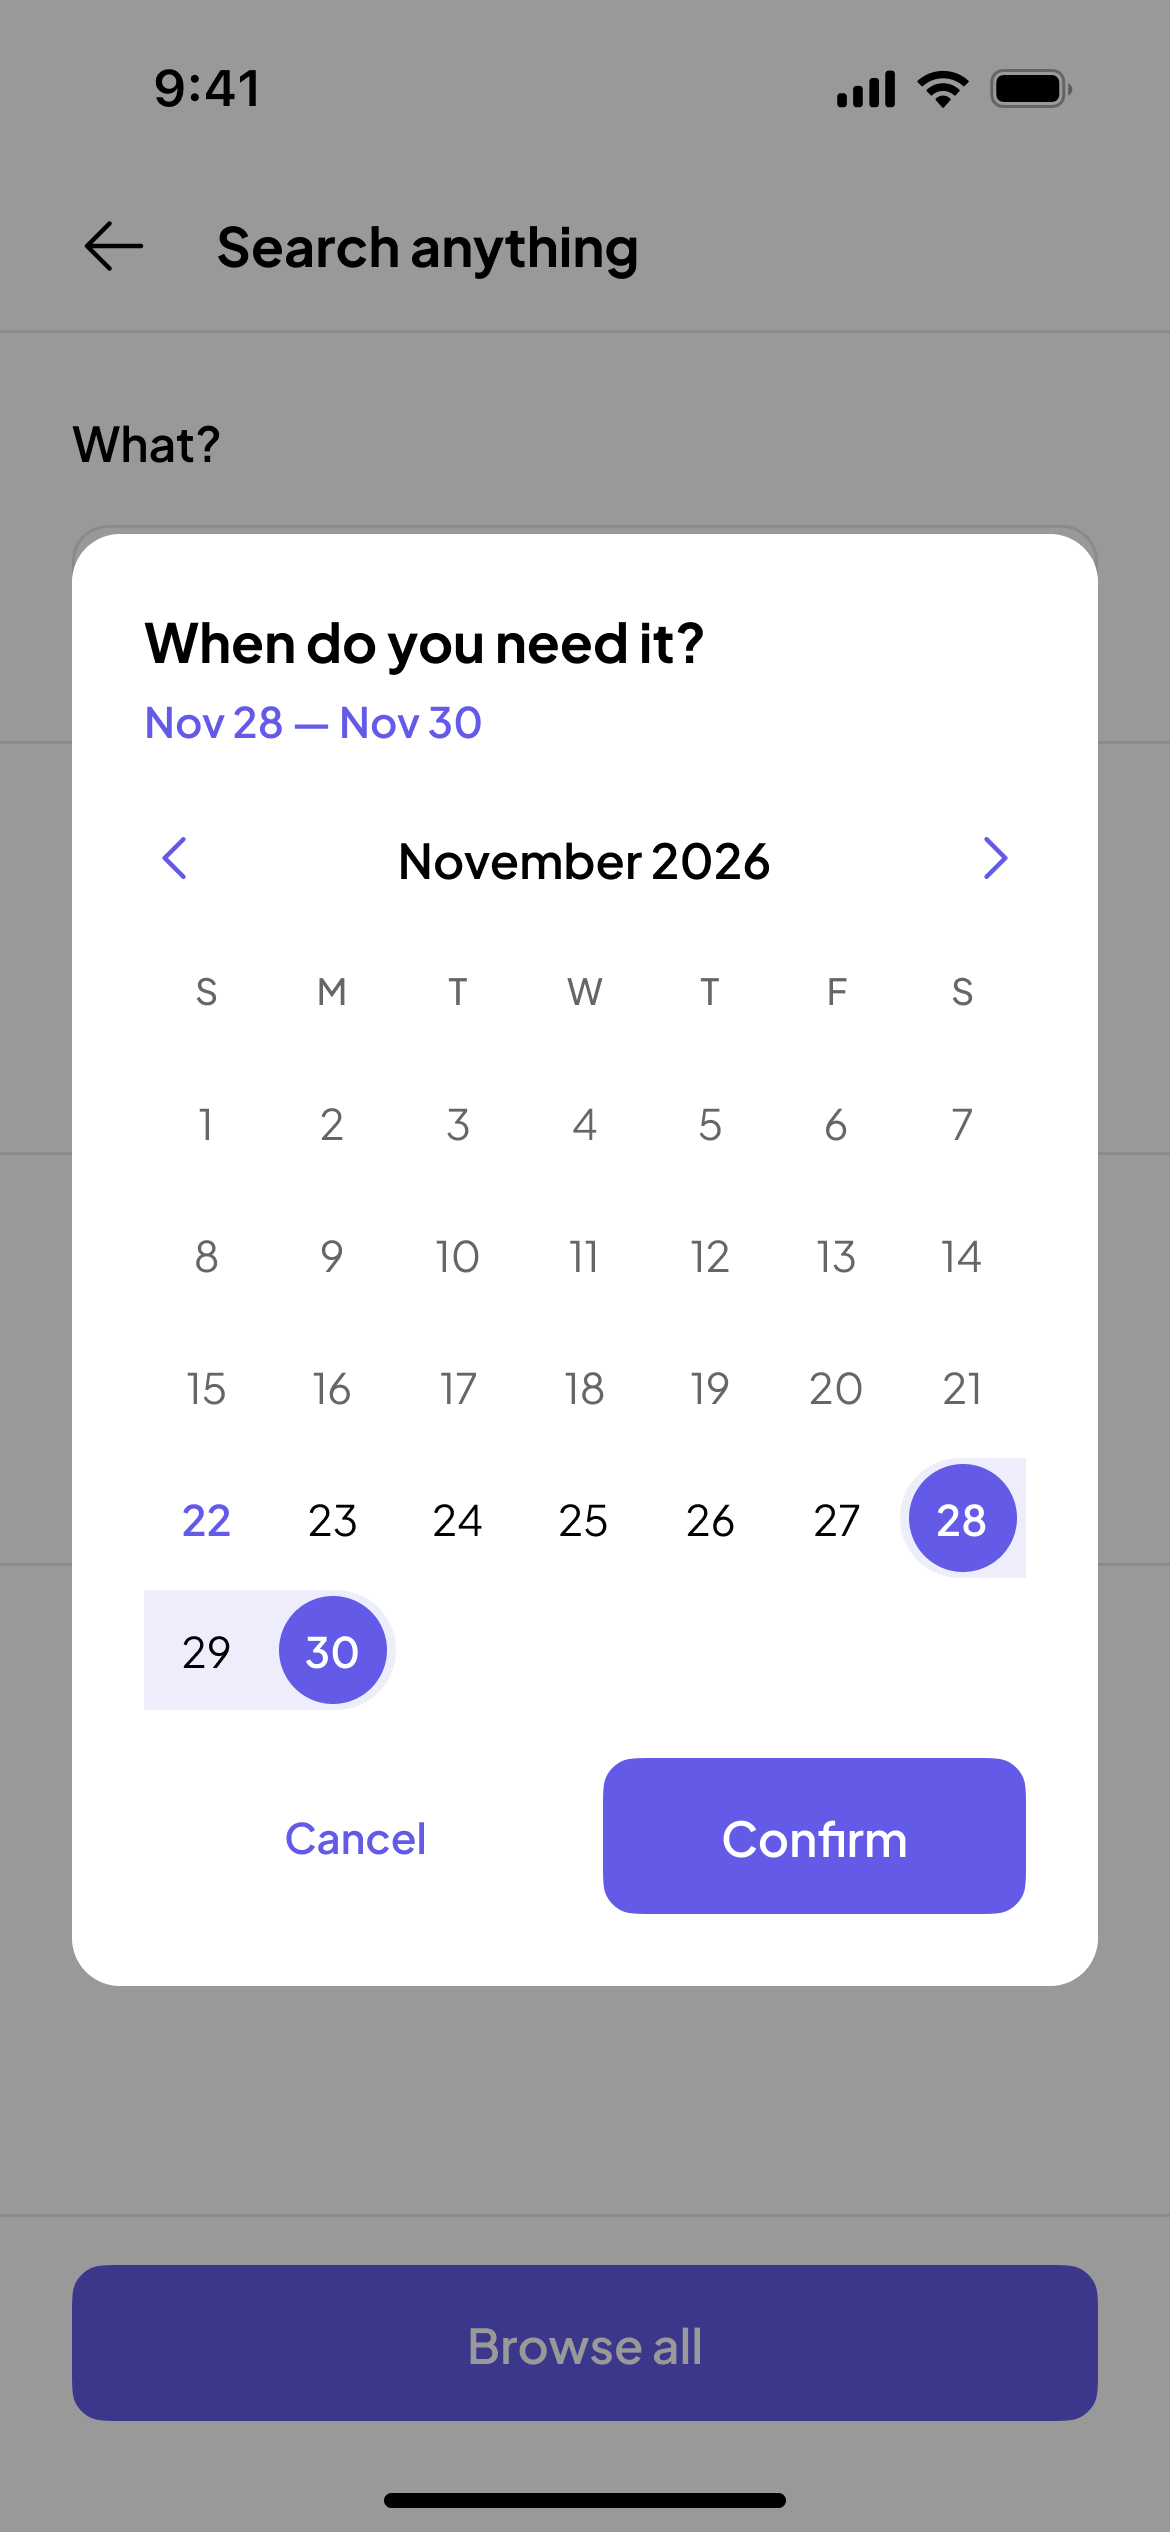 9:41
Search anything
What?
When do you need it?
Nov 28 — Nov 30
November 2026
S M T W T F S
1 2 3 4 5 6 7
8 9 10 11 12 13 14
15 16 17 18 19 20 21
22 23 24 25 26 27 28
29 30
Cancel Confirm
Browse all